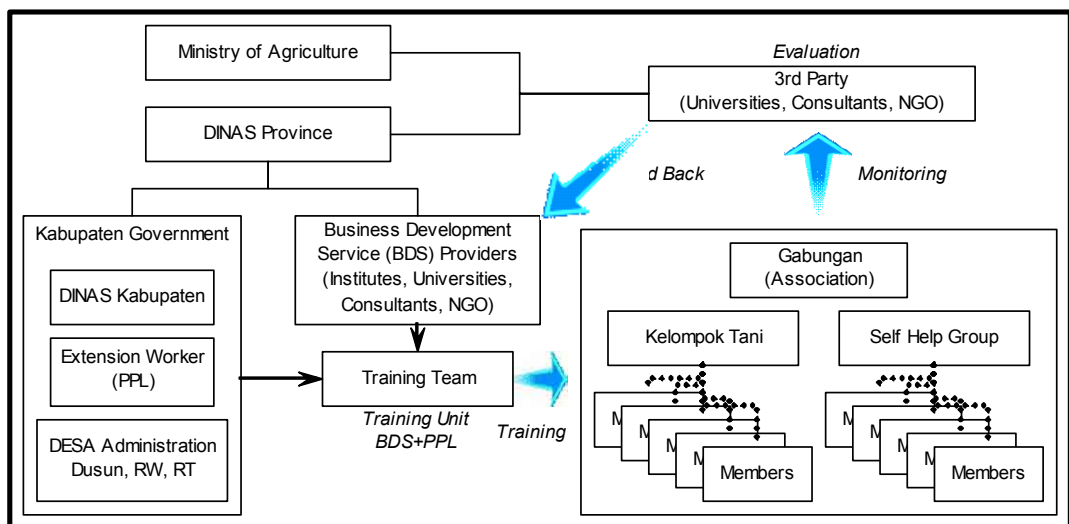 Ministry of Agriculture
Evaluation
3rd Party
(Universities, Consultants, NGO)
DINAS Province
d Back
Monitoring
Kabupaten Government
DINAS Kabupaten
Extension Worker
(PPL)
DESA Administration
Dusun, RW, RT
Business Development
Service (BDS) Providers
(Institutes, Universities,
Consultants, NGO)
Training Team
Training Unit
BDS+PPL
Training
Gabungan
(Association)
Kelompok Tani
Self Help Group
M
M
M
M
Members
M
M
M
M
Members